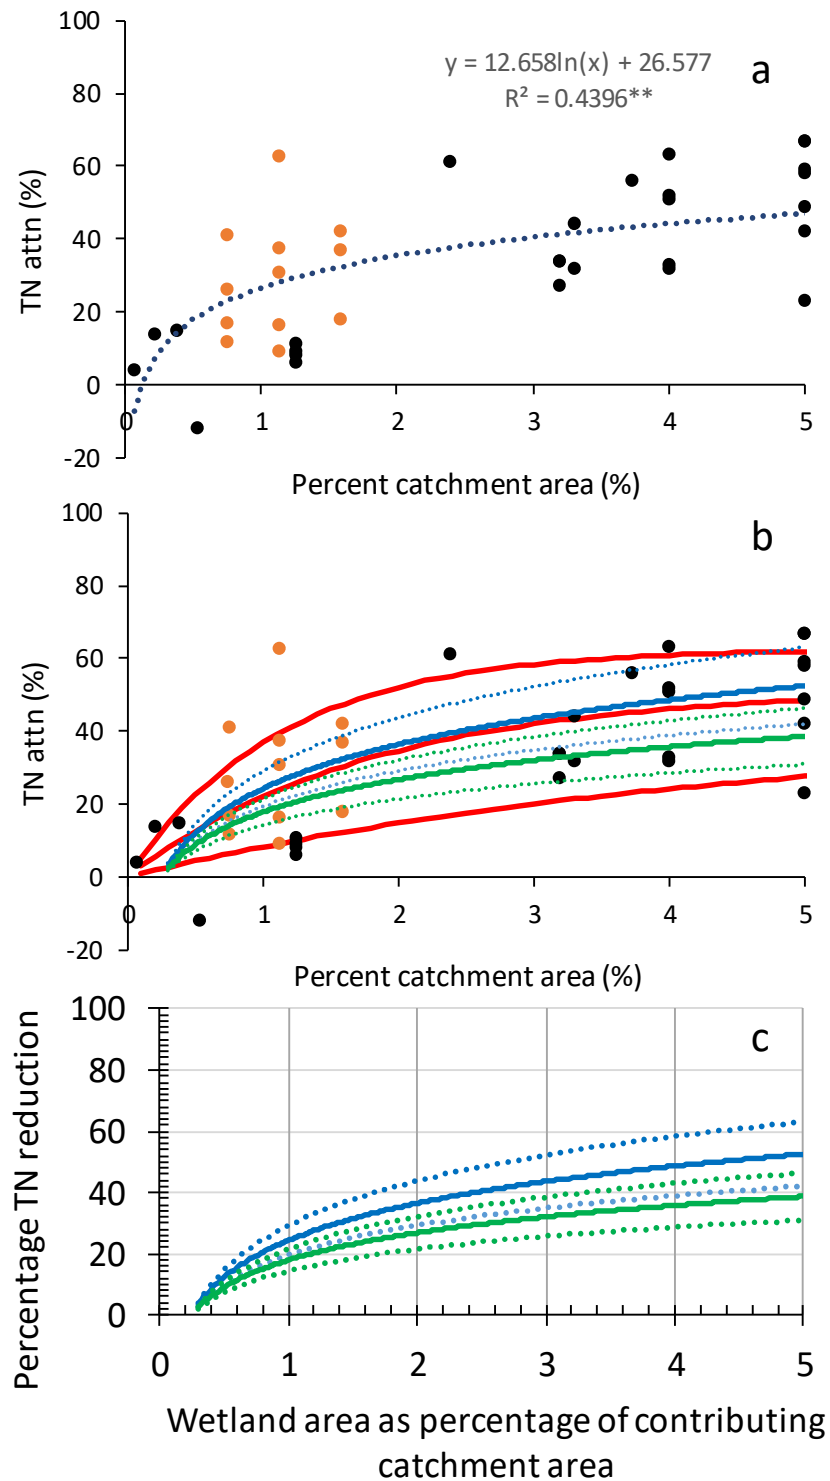 100
80
60
40
20
0
-20
TN attn (%)
y = 12.658ln(x) + 26.577
R² = 0.4396**
a
0 1 2 3 4 5
Percent catchment area (%)
100
80
60
40
20
0
-20
TN attn (%)
b
0 1 2 3 4 5
Percent catchment area (%)
100
80
60
40
20
0
Percentage TN reduction
c
0 1 2 3 4 5
Wetland area as percentage of contributing
catchment area